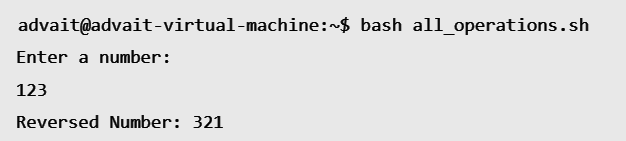 advait@advait-virtual-machine:~$ bash all_operations.sh
Enter a number:
123
Reversed Number: 321